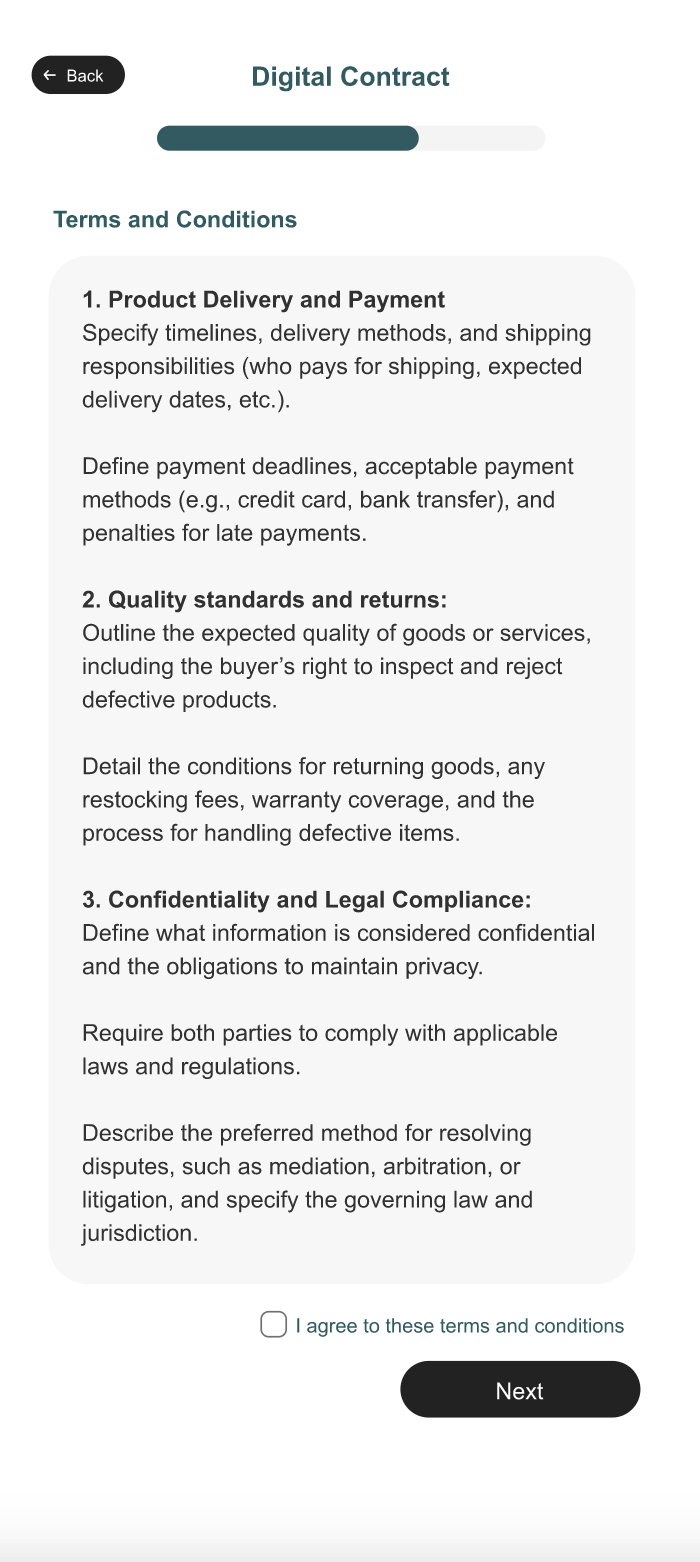 ← Back
Digital Contract
Terms and Conditions
1. Product Delivery and Payment
Specify timelines, delivery methods, and shipping
responsibilities (who pays for shipping, expected
delivery dates, etc.).
Define payment deadlines, acceptable payment
methods (e.g., credit card, bank transfer), and
penalties for late payments.
2. Quality standards and returns:
Outline the expected quality of goods or services,
including the buyer’s right to inspect and reject
defective products.
Detail the conditions for returning goods, any
restocking fees, warranty coverage, and the
process for handling defective items.
3. Confidentiality and Legal Compliance:
Define what information is considered confidential
and the obligations to maintain privacy.
Require both parties to comply with applicable
laws and regulations.
Describe the preferred method for resolving
disputes, such as mediation, arbitration, or
litigation, and specify the governing law and
jurisdiction.
I agree to these terms and conditions
Next